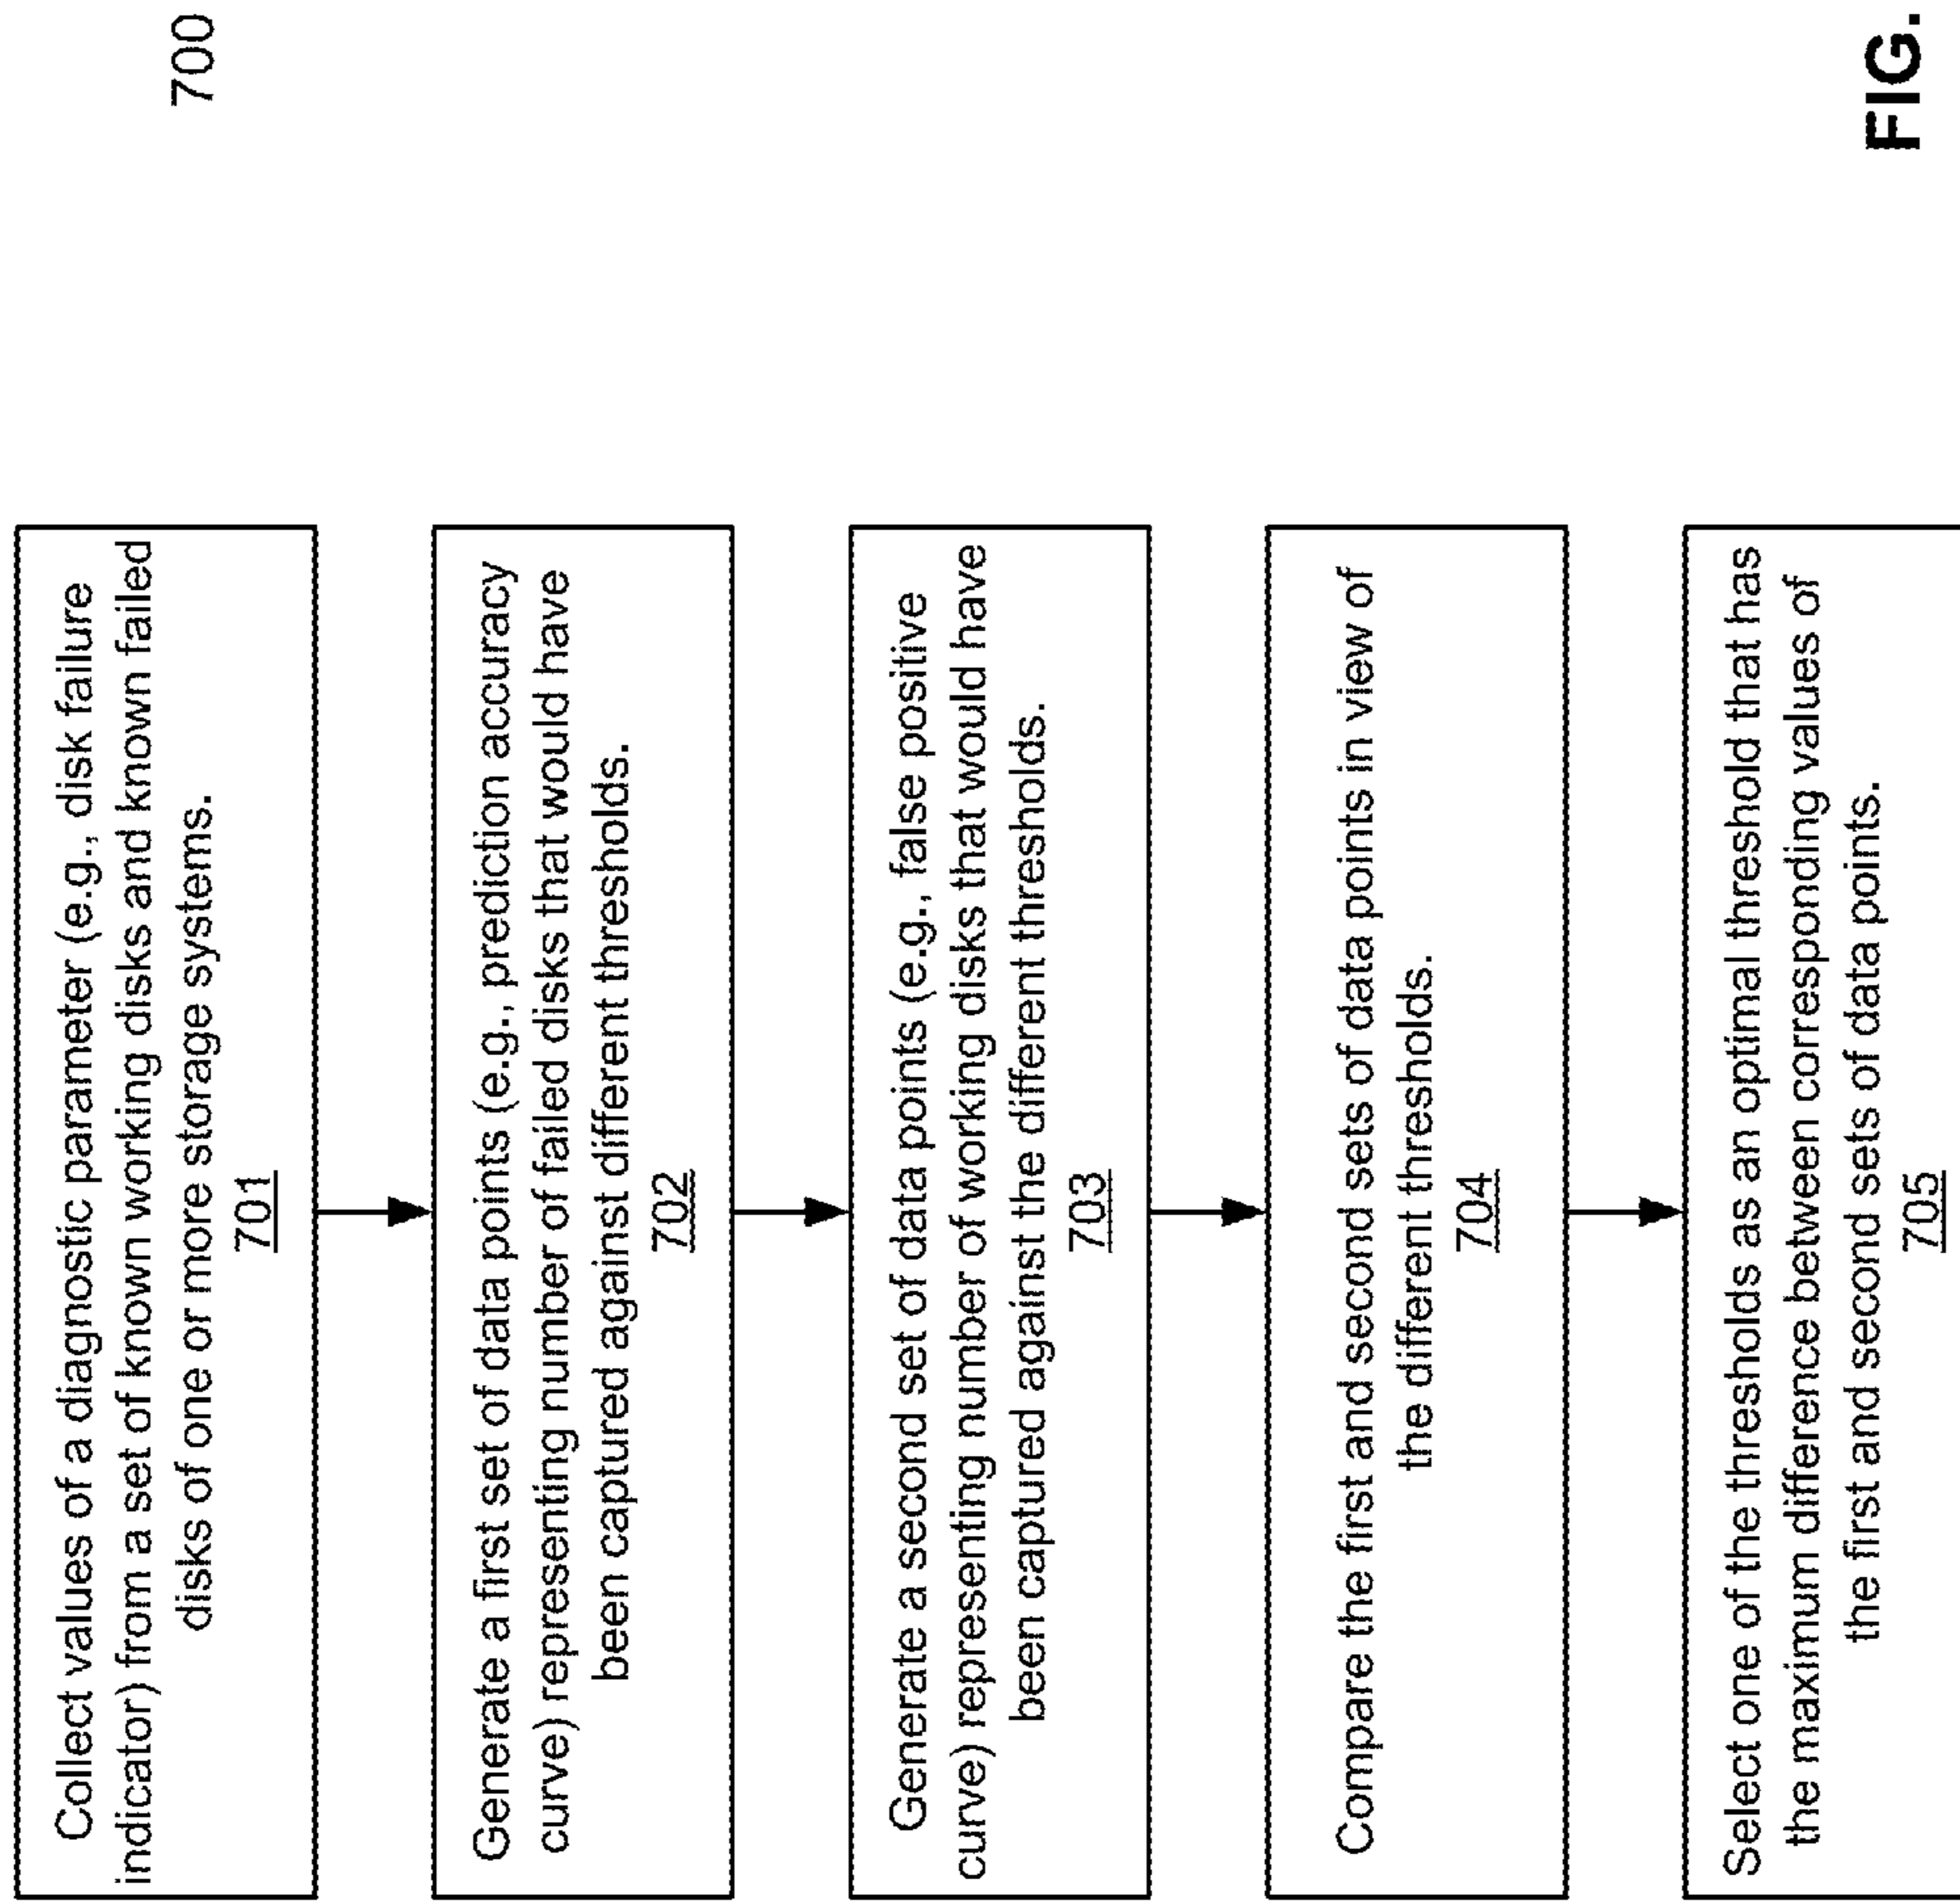 700
Collect values of a diagnostic parameter (e.g., disk failure
indicator) from a set of known working disks and known failed
disks of one or more storage systems.
701
Generate a first set of data points (e.g., prediction accuracy
curve) representing number of failed disks that would have
been captured against different thresholds.
702
Generate a second set of data points (e.g., false positive
curve) representing number of working disks that would have
been captured against the different thresholds.
703
Compare the first and second sets of data points in view of
the different thresholds.
704
Select one of the thresholds as an optimal threshold that has
the maximum difference between corresponding values of
the first and second sets of data points.
705
FIG.